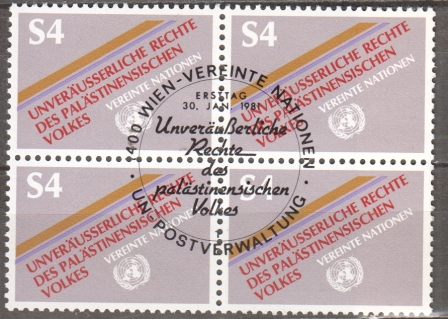 S4
UNVERÄUSSERLICHE RECHTE
DES PALÄSTINENSISCHEN
VOLKES
VEREINTE NATIONEN
S4
UNVERÄUSSERLICHE RECHTE
DES PALÄSTINENSISCHEN
VOLKES
VEREINTE NATIONEN
1400 WIEN-VEREINTE NATIONEN
ERSTTAG
30. JAN 1981
Unveräußerliche
Rechte
des
palästinensischen
Volkes
UN-POSTVERWALTUNG
S4
UNVERÄUSSERLICHE RECHTE
DES PALÄSTINENSISCHEN
VOLKES
VEREINTE NATIONEN
S4
UNVERÄUSSERLICHE RECHTE
DES PALÄSTINENSISCHEN
VOLKES
VEREINTE NATIONEN